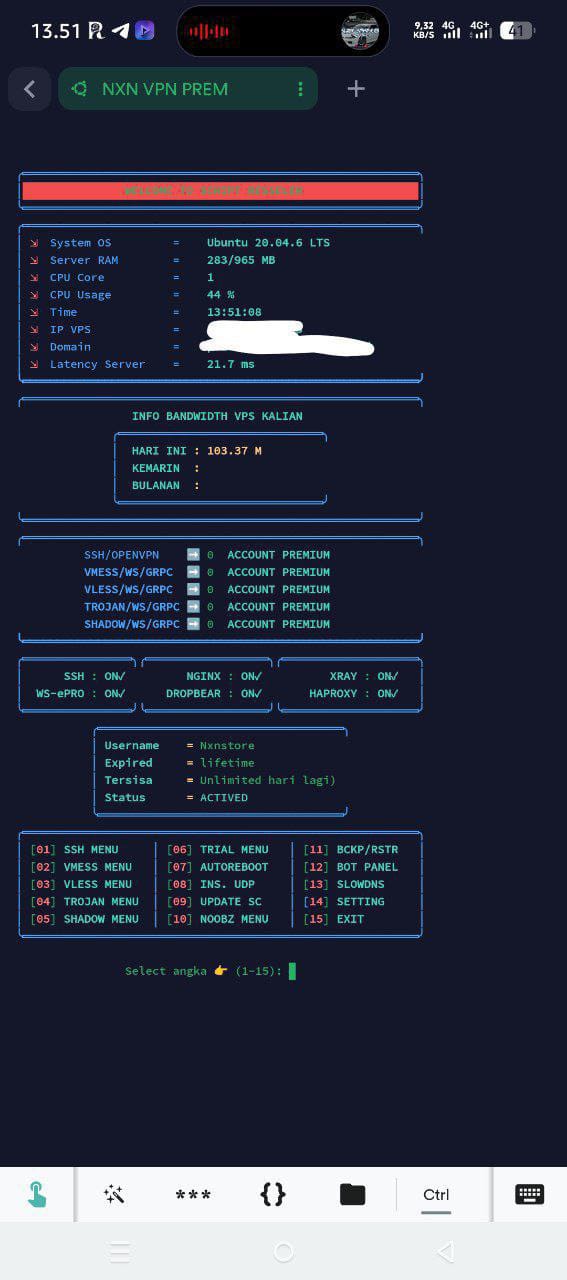 13.51
9,32 KB/S 4G 4G+ 41
NXN VPN PREM
System OS = Ubuntu 20.04.6 LTS
Server RAM = 283/965 MB
CPU Core = 1
CPU Usage = 44 %
Time = 13:51:08
IP VPS =
Domain =
Latency Server = 21.7 ms
INFO BANDWIDTH VPS KALIAN
HARI INI : 103.37 M
KEMARIN :
BULANAN :
SSH/OPENVPN ➡️ 0 ACCOUNT PREMIUM
VMESS/WS/GRPC ➡️ 0 ACCOUNT PREMIUM
VLESS/WS/GRPC ➡️ 0 ACCOUNT PREMIUM
TROJAN/WS/GRPC ➡️ 0 ACCOUNT PREMIUM
SHADOW/WS/GRPC ➡️ 0 ACCOUNT PREMIUM
SSH : ON✓ NGINX : ON✓ XRAY : ON✓
WS-ePRO : ON✓ DROPBEAR : ON✓ HAPROXY : ON✓
Username = Nxnstore
Expired = lifetime
Tersisa = Unlimited hari lagi)
Status = ACTIVED
[01] SSH MENU [06] TRIAL MENU [11] BCKP/RSTR
[02] VMESS MENU [07] AUTOREBOOT [12] BOT PANEL
[03] VLESS MENU [08] INS. UDP [13] SLOWDNS
[04] TROJAN MENU [09] UPDATE SC [14] SETTING
[05] SHADOW MENU [10] NOOBZ MENU [15] EXIT
Select angka 👉 (1-15):
*** {} Ctrl